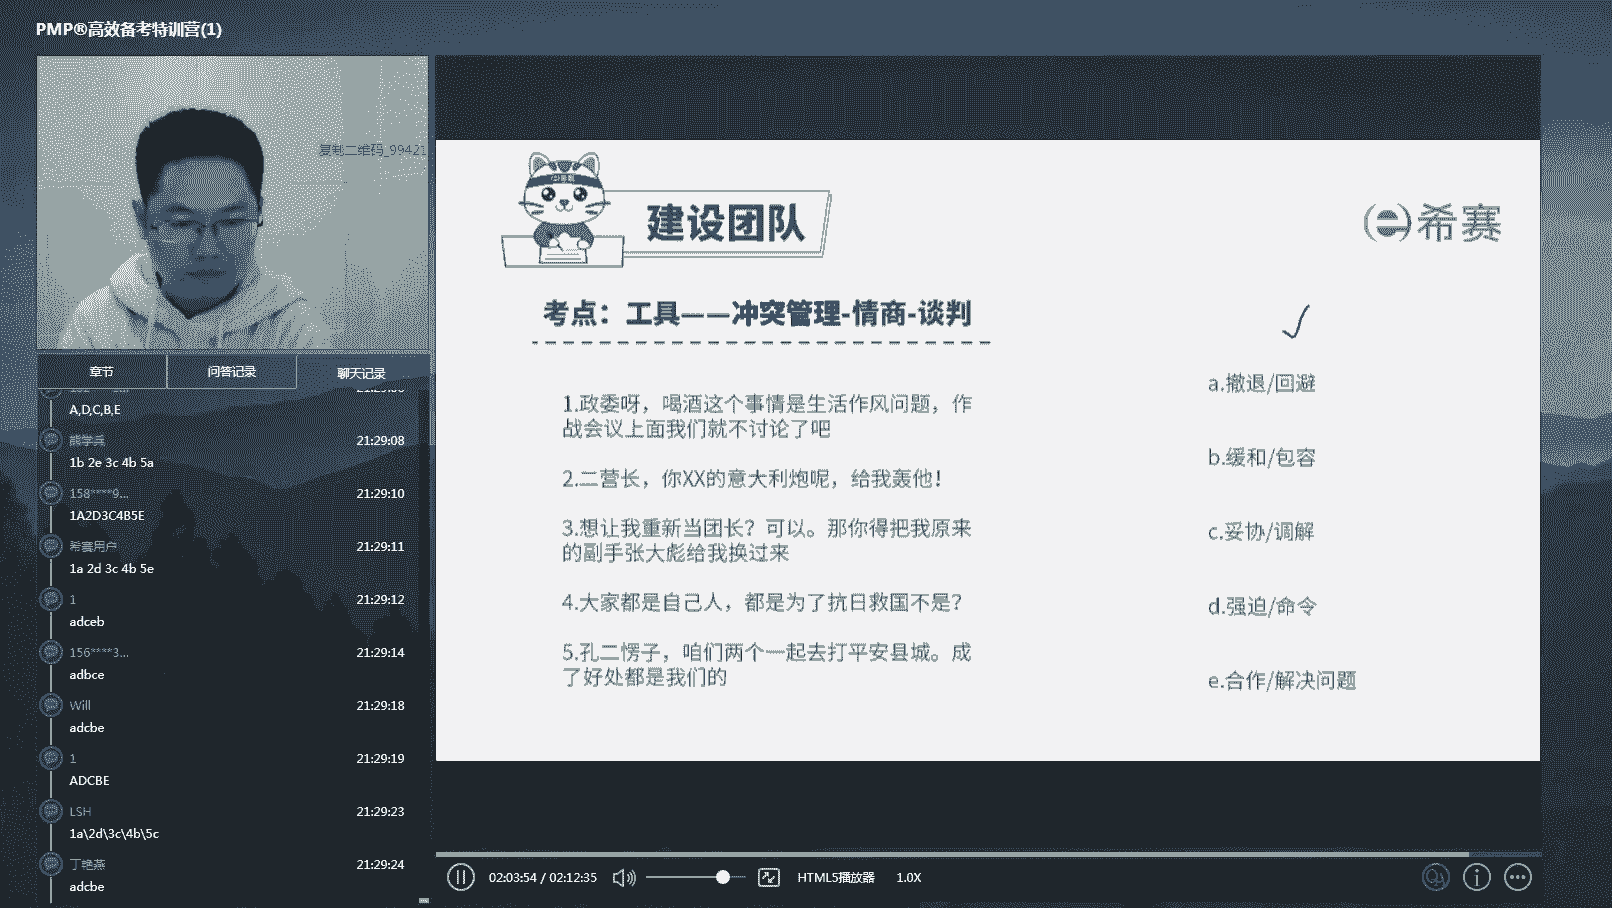 PMP®高效备考特训营(1)
复制二维码_99421
章节
问答记录
聊天记录
A,D,C,B,E
熊学兵
21:29:08
1b 2e 3c 4b 5a
158****9...
21:29:10
1A2D3C4B5E
希赛用户
21:29:11
1a 2d 3c 4b 5e
1
21:29:12
adceb
156****3...
21:29:14
adbce
Will
21:29:18
adcbe
1
21:29:19
ADCBE
LSH
21:29:23
1a\2d\3c\4b\5c
丁艳燕
21:29:24
adcbe
建设团队
希赛
考点：工具——冲突管理-情商-谈判
1.政委呀，喝酒这个事情是生活作风问题，作
战会议上面我们就不讨论了吧
2.二营长，你XX的意大利炮呢，给我轰他！
3.想让我重新当团长？可以。那你得把我原来
的副手张大彪给我换过来
4.大家都是自己人，都是为了抗日救国不是？
5.孔二愣子，咱们两个一起去打平安县城。成
了好处都是我们的
a.撤退/回避
b.缓和/包容
c.妥协/调解
d.强迫/命令
e.合作/解决问题
02:03:54 / 02:12:35
HTML5播放器
1.0X